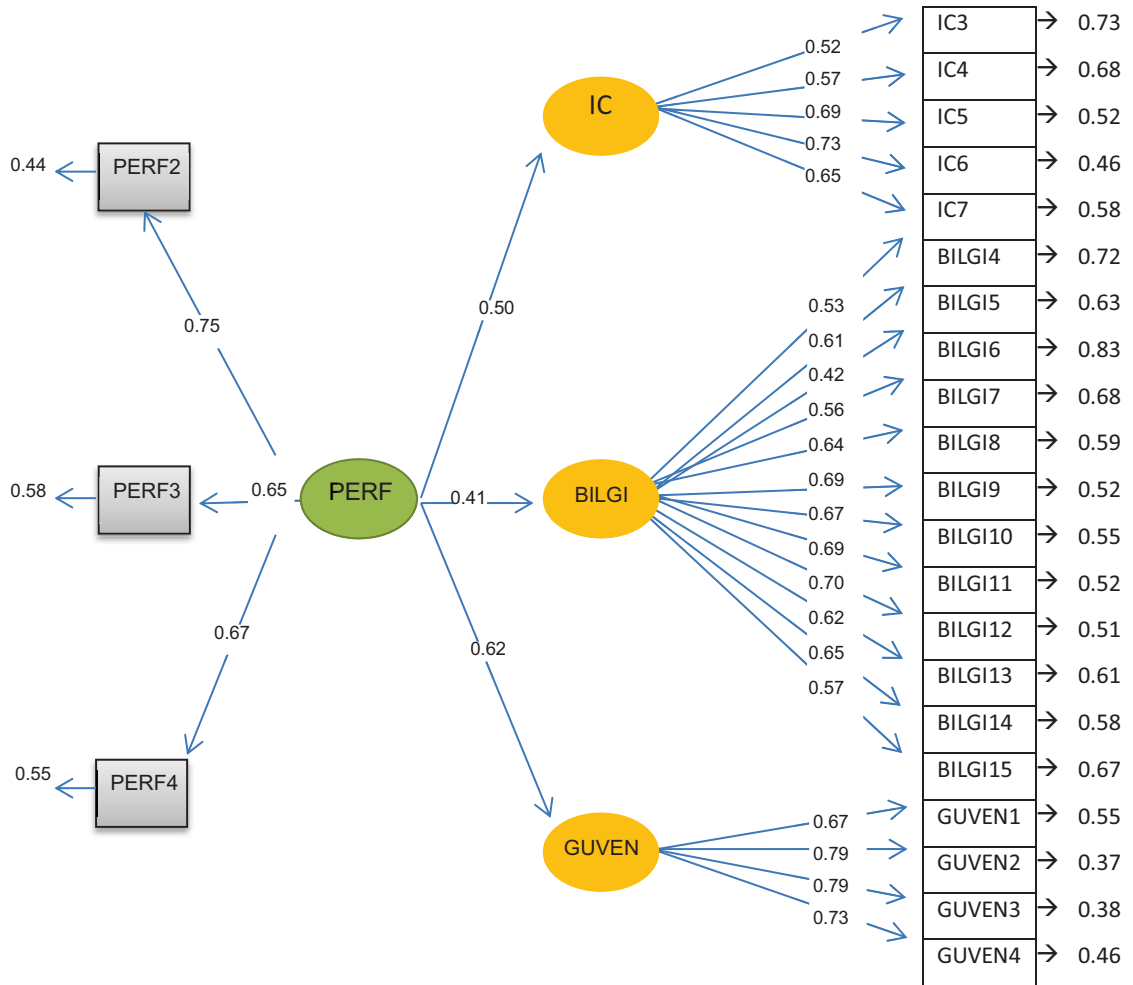 IC3 → 0.73
0.52
IC4 → 0.68
0.57
IC
IC5 → 0.52
0.69
0.73
IC6 → 0.46
0.65
IC7 → 0.58
0.44
PERF2
BILGI4 → 0.72
0.50
0.53
BILGI5 → 0.63
0.75
0.61
BILGI6 → 0.83
0.42
BILGI7 → 0.68
0.56
BILGI8 → 0.59
0.64
0.58
PERF3
0.65
PERF
0.41
BILGI
0.69
BILGI9 → 0.52
0.67
BILGI10 → 0.55
0.69
BILGI11 → 0.52
0.70
BILGI12 → 0.51
0.62
0.67
0.62
0.65
BILGI13 → 0.61
0.57
BILGI14 → 0.58
0.55
PERF4
BILGI15 → 0.67
0.67
GUVEN1 → 0.55
GUVEN
0.79
GUVEN2 → 0.37
0.79
GUVEN3 → 0.38
0.73
GUVEN4 → 0.46